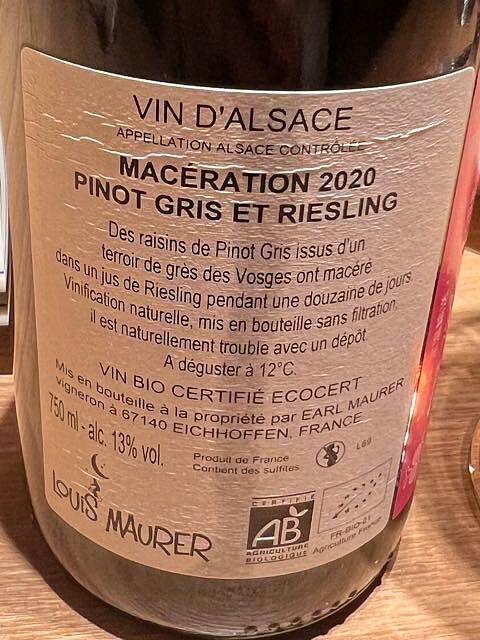 VIN D'ALSACE
APPELLATION ALSACE CONTRÔLÉE
MACÉRATION 2020
PINOT GRIS ET RIESLING
Des raisins de Pinot Gris issus d'un
terroir de grès des Vosges ont macéré
dans un jus de Riesling pendant une douzaine de jours.
Vinification naturelle, mis en bouteille sans filtration,
il est naturellement trouble avec un dépôt.
A déguster à 12°C.
VIN BIO CERTIFIÉ ECOCERT
Mis en bouteille à la propriété par EARL MAURER
vigneron à 67140 EICHHOFFEN, FRANCE
750 ml - alc. 13% vol.
Produit de France
Contient des sulfites
L69
LOUIS MAURER
CERTIFIÉ
AB
AGRICULTURE
BIOLOGIQUE
FR-BIO-01
Agriculture France